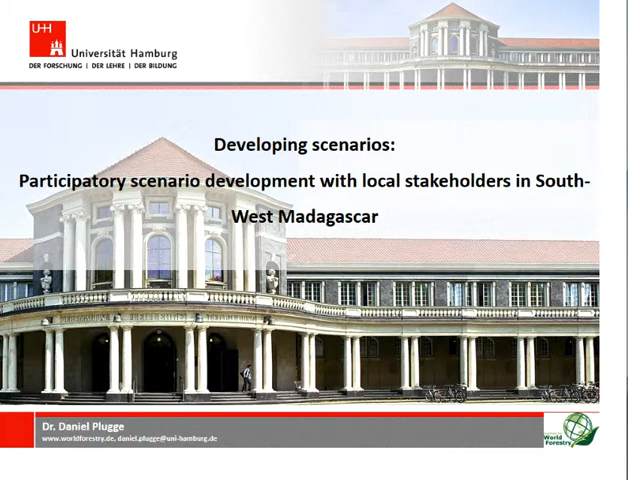 UH
Universität Hamburg
DER FORSCHUNG | DER LEHRE | DER BILDUNG
Developing scenarios:
Participatory scenario development with local stakeholders in South-
West Madagascar
Dr. Daniel Plugge
www.worldforestry.de, daniel.plugge@uni-hamburg.de
World
Forestry